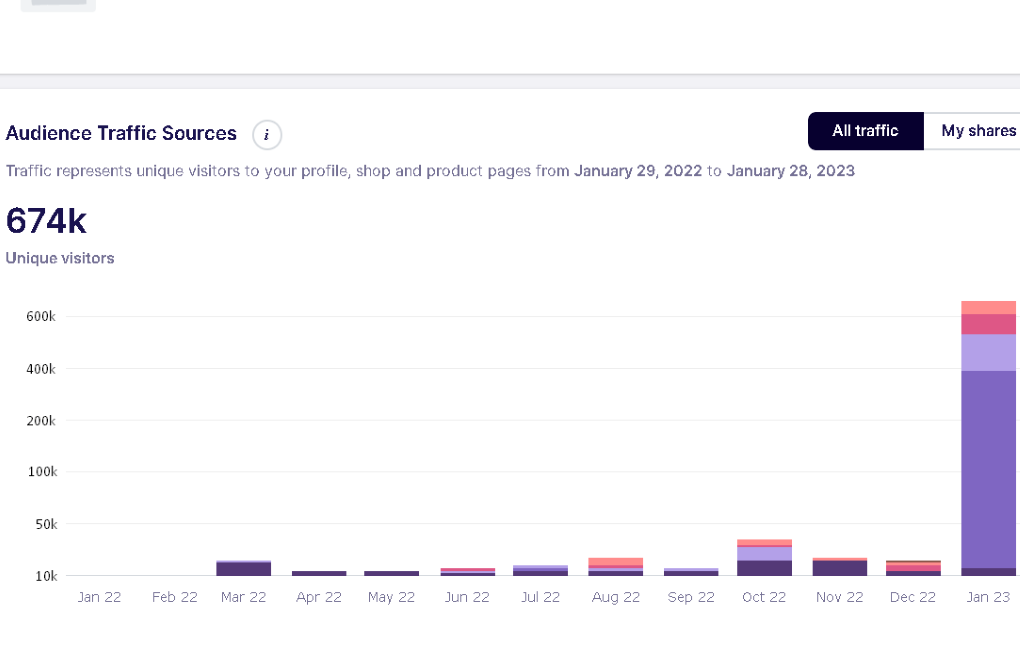 Audience Traffic Sources i
All traffic My shares
Traffic represents unique visitors to your profile, shop and product pages from January 29, 2022 to January 28, 2023
674k
Unique visitors
600k
400k
200k
100k
50k
10k
Jan 22 Feb 22 Mar 22 Apr 22 May 22 Jun 22 Jul 22 Aug 22 Sep 22 Oct 22 Nov 22 Dec 22 Jan 23